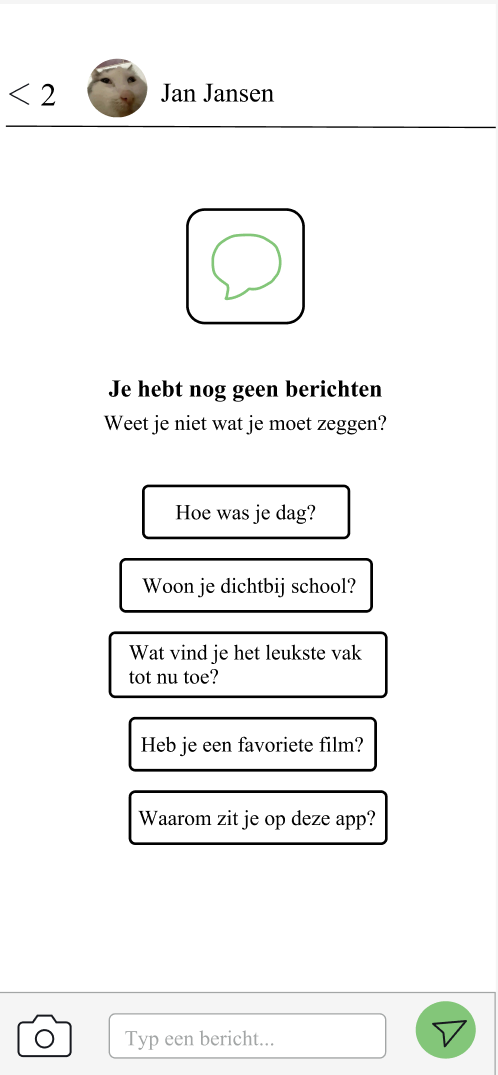 < 2 Jan Jansen
Je hebt nog geen berichten
Weet je niet wat je moet zeggen?
Hoe was je dag?
Woon je dichtbij school?
Wat vind je het leukste vak
tot nu toe?
Heb je een favoriete film?
Waarom zit je op deze app?
Typ een bericht...